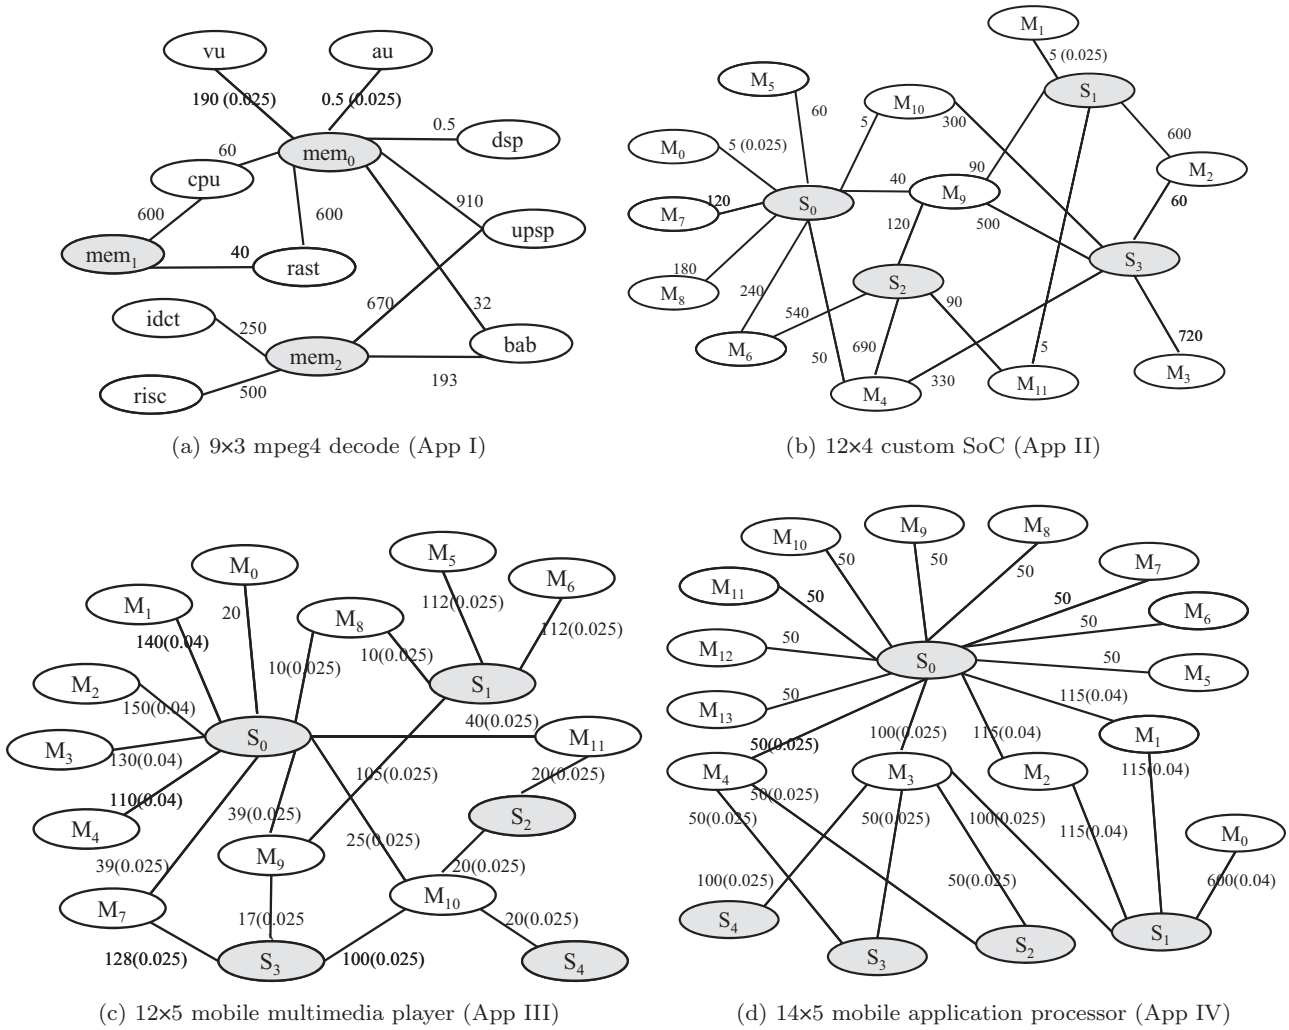 vu
au
190 (0.025)
0.5 (0.025)
0.5
dsp
mem0
60
cpu
910
600
600
upsp
mem1
40
rast
670
32
idct
250
mem2
bab
193
risc
500
(a) 9×3 mpeg4 decode (App I)
M1
5 (0.025)
M5
S1
M10
60
5
300
600
M0
5 (0.025)
90
M2
40
M9
60
120
S0
M7
120
500
S3
180
S2
M8
240
90
540
720
M6
50
690
5
330
M3
M11
M4
(b) 12×4 custom SoC (App II)
M5
M0
M6
M1
20
112(0.025)
M8
112(0.025)
140(0.04)
10(0.025)
10(0.025)
M2
S1
150(0.04)
40(0.025)
S0
M11
M3
130(0.04)
105(0.025)
20(0.025)
110(0.04)
39(0.025)
S2
M4
25(0.025)
M9
39(0.025)
20(0.025)
M10
M7
17(0.025
20(0.025)
128(0.025)
S3
100(0.025)
S4
(c) 12×5 mobile multimedia player (App III)
M9
M8
M10
50
50
50
M7
M11
50
50
M6
50
M12
50
S0
50
M5
50
115(0.04)
M13
50(0.025)
100(0.025)
115(0.04)
M1
M4
M3
M2
115(0.04)
50(0.025)
50(0.025)
50(0.025)
100(0.025)
115(0.04)
M0
100(0.025)
50(0.025)
600(0.04)
S4
S3
S2
S1
(d) 14×5 mobile application processor (App IV)